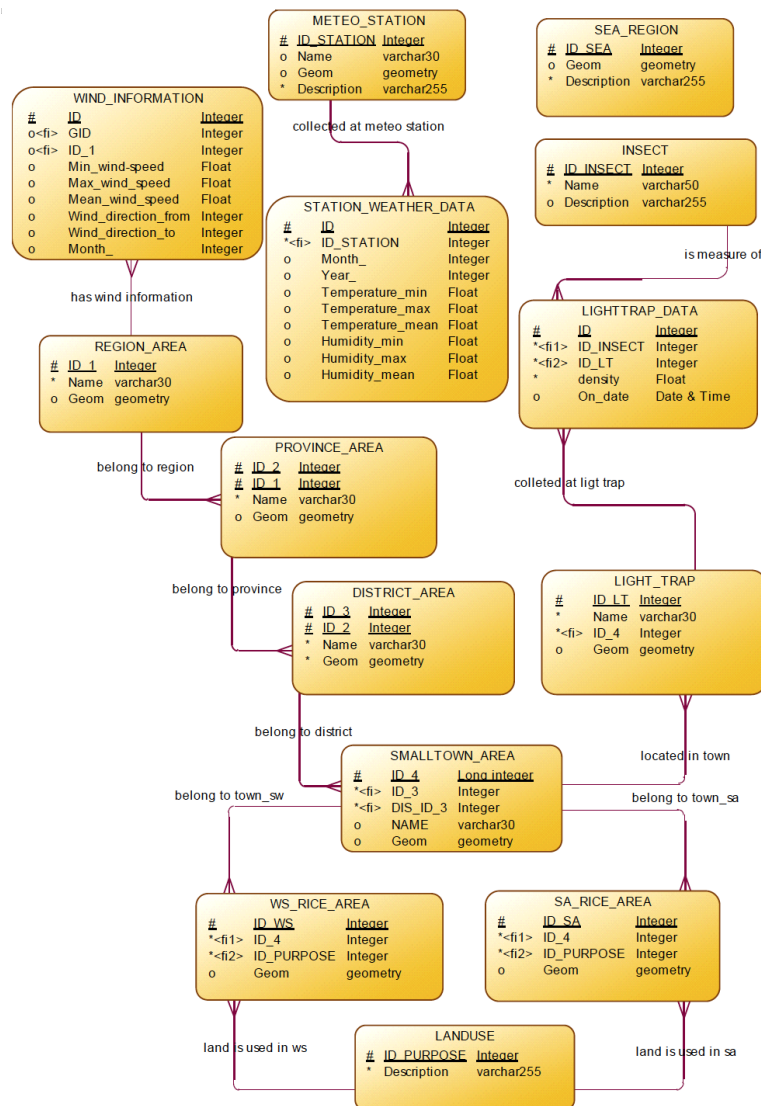 METEO_STATION
# ID_STATION Integer
o Name varchar30
o Geom geometry
* Description varchar255
SEA_REGION
# ID_SEA Integer
o Geom geometry
* Description varchar255
WIND_INFORMATION
# ID Integer
o<fi> GID Integer
o<fi> ID_1 Integer
o Min_wind-speed Float
o Max_wind_speed Float
o Mean_wind_speed Float
o Wind_direction_from Integer
o Wind_direction_to Integer
o Month_ Integer
collected at meteo station
INSECT
# ID_INSECT Integer
* Name varchar50
o Description varchar255
STATION_WEATHER_DATA
# ID Integer
*<fi> ID_STATION Integer
o Month_ Integer
o Year_ Integer
o Temperature_min Float
o Temperature_max Float
o Temperature_mean Float
o Humidity_min Float
o Humidity_max Float
o Humidity_mean Float
is measure of
has wind information
LIGHTTRAP_DATA
# ID Integer
*<fi1> ID_INSECT Integer
*<fi2> ID_LT Integer
* density Float
o On_date Date & Time
REGION_AREA
# ID_1 Integer
* Name varchar30
o Geom geometry
belong to region
PROVINCE_AREA
# ID_2 Integer
# ID_1 Integer
* Name varchar30
o Geom geometry
colleted at ligt trap
belong to province
DISTRICT_AREA
# ID_3 Integer
# ID_2 Integer
* Name varchar30
* Geom geometry
LIGHT_TRAP
# ID_LT Integer
* Name varchar30
*<fi> ID_4 Integer
o Geom geometry
belong to district
located in town
SMALLTOWN_AREA
# ID_4 Long integer
*<fi> ID_3 Integer
*<fi> DIS_ID_3 Integer
o NAME varchar30
o Geom geometry
belong to town_sw
belong to town_sa
WS_RICE_AREA
# ID_WS Integer
*<fi1> ID_4 Integer
*<fi2> ID_PURPOSE Integer
o Geom geometry
SA_RICE_AREA
# ID_SA Integer
*<fi1> ID_4 Integer
*<fi2> ID_PURPOSE Integer
o Geom geometry
land is used in ws
LANDUSE
# ID_PURPOSE Integer
* Description varchar255
land is used in sa